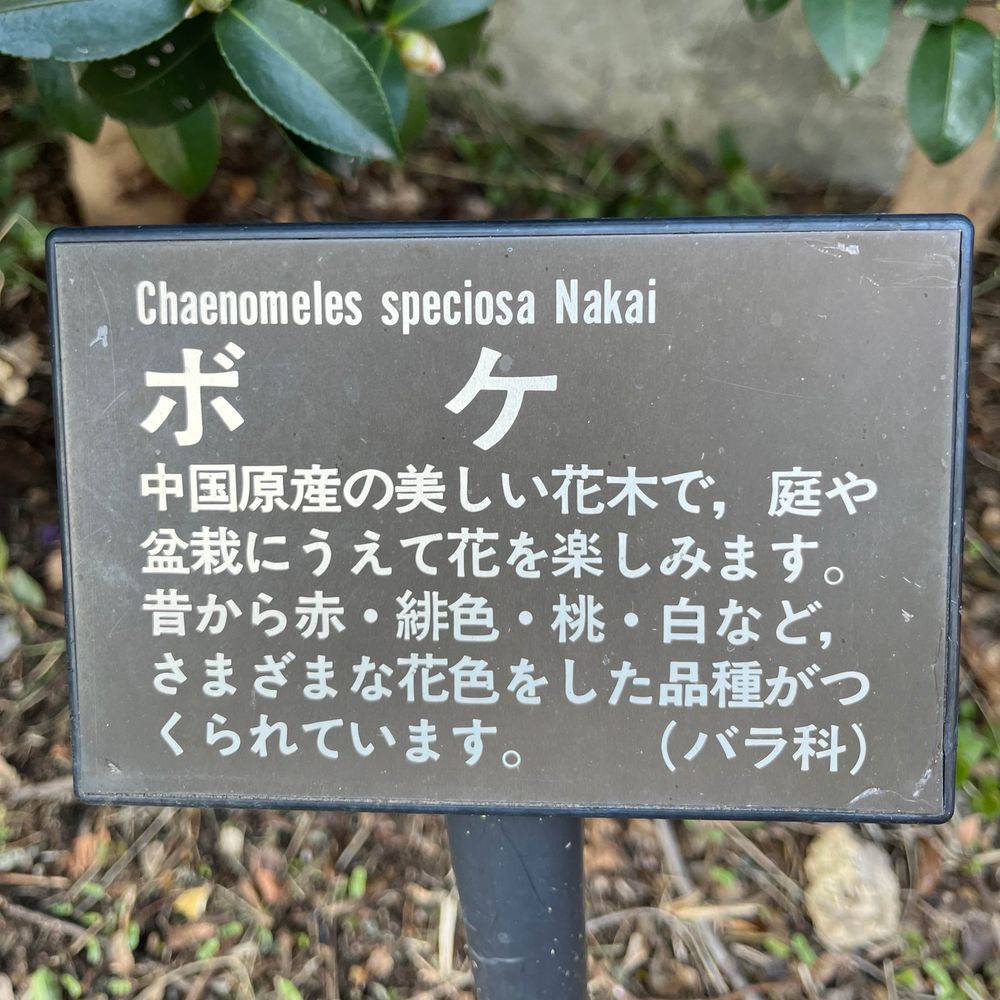 Chaenomeles speciosa Nakai
ボケ
中国原産の美しい花木で，庭や
盆栽にうえて花を楽しみます。
昔から赤・緋色・桃・白など，
さまざまな花色をした品種がつ
くられています。　（バラ科）